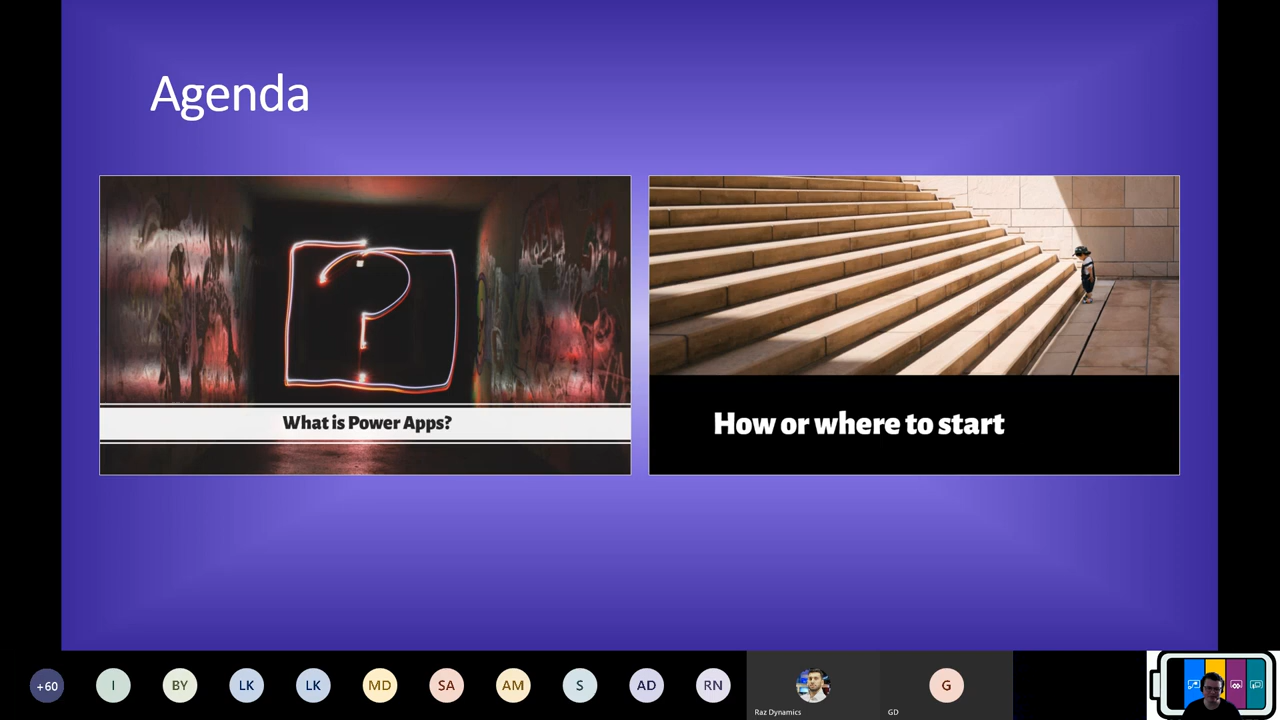 Agenda
What is Power Apps?
How or where to start
+60
I
BY
LK
LK
MD
SA
AM
S
AD
RN
Raz Dynamics
G
GD